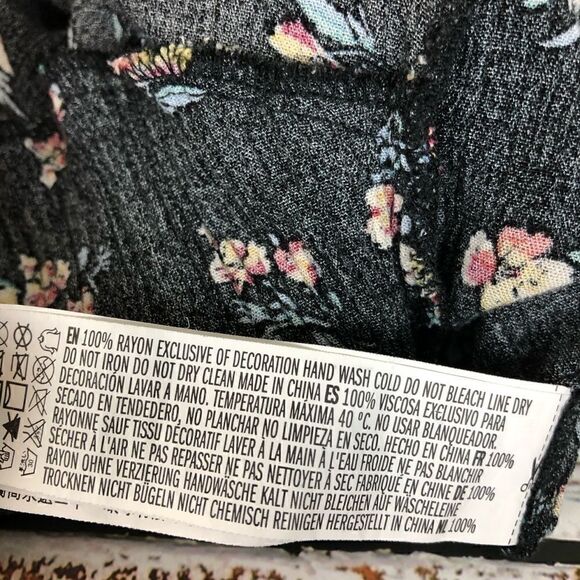 EN 100% RAYON EXCLUSIVE OF DECORATION HAND WASH COLD DO NOT BLEACH LINE DRY
DO NOT IRON DO NOT DRY CLEAN MADE IN CHINA ES 100% VISCOSA EXCLUSIVO PARA
DECORACIÓN LAVAR A MANO. TEMPERATURA MÁXIMA 40 °C. NO USAR BLANQUEADOR.
SECADO EN TENDEDERO, NO PLANCHAR NO LIMPIEZA EN SECO. HECHO EN CHINA FR 100%
RAYONNE SAUF TISSU DÉCORATIF LAVER À LA MAIN À L'EAU FROIDE NE PAS BLANCHIR
SÉCHER À L'AIR NE PAS REPASSER NE PAS NETTOYER À SEC FABRIQUÉ EN CHINE DE 100%
RAYON OHNE VERZIERUNG HANDWÄSCHE KALT NICHT BLEICHEN AUF WÄSCHELEINE
TROCKNEN NICHT BÜGELN NICHT CHEMISCH REINIGEN HERGESTELLT IN CHINA NL 100%